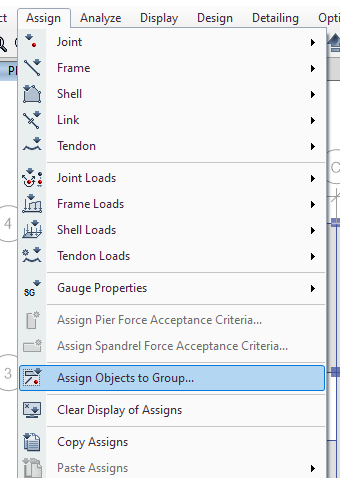 ct Assign Analyze Display Design Detailing Opti
Joint
Frame
Shell
Link
Tendon
Joint Loads
Frame Loads
Shell Loads
Tendon Loads
SG Gauge Properties
Assign Pier Force Acceptance Criteria...
Assign Spandrel Force Acceptance Criteria...
Assign Objects to Group...
Clear Display of Assigns
Copy Assigns
Paste Assigns
Pl
C
4
3